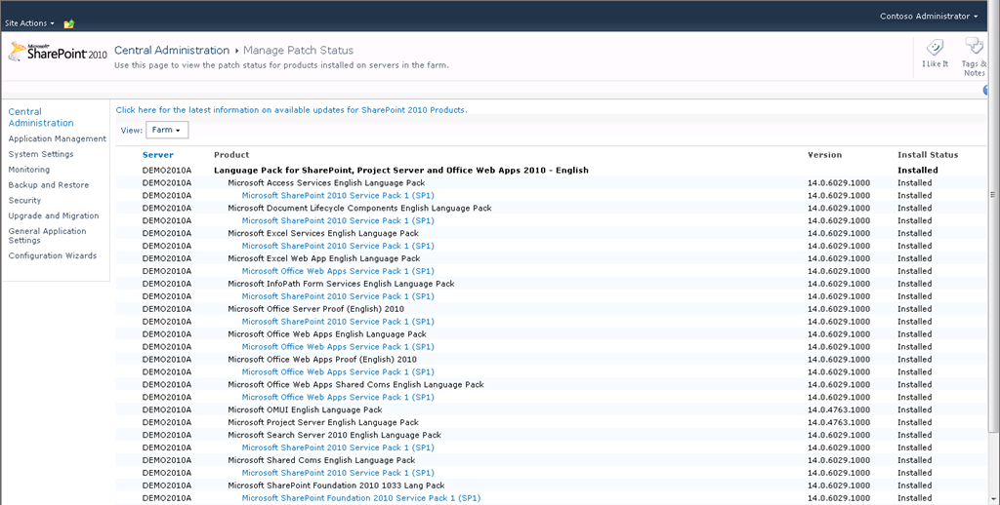 Site Actions
Contoso Administrator
Microsoft
SharePoint 2010
Central Administration ▸ Manage Patch Status
Use this page to view the patch status for products installed on servers in the farm.
I Like It
Tags & Notes
Central Administration
Application Management
System Settings
Monitoring
Backup and Restore
Security
Upgrade and Migration
General Application Settings
Configuration Wizards
Click here for the latest information on available updates for SharePoint 2010 Products.
View: Farm
Server Product Version Install Status
DEMO2010A Language Pack for SharePoint, Project Server and Office Web Apps 2010 - English Installed
DEMO2010A Microsoft Access Services English Language Pack 14.0.6029.1000 Installed
DEMO2010A Microsoft SharePoint 2010 Service Pack 1 (SP1) 14.0.6029.1000 Installed
DEMO2010A Microsoft Document Lifecycle Components English Language Pack 14.0.6029.1000 Installed
DEMO2010A Microsoft SharePoint 2010 Service Pack 1 (SP1) 14.0.6029.1000 Installed
DEMO2010A Microsoft Excel Services English Language Pack 14.0.6029.1000 Installed
DEMO2010A Microsoft SharePoint 2010 Service Pack 1 (SP1) 14.0.6029.1000 Installed
DEMO2010A Microsoft Excel Web App English Language Pack 14.0.6029.1000 Installed
DEMO2010A Microsoft Office Web Apps Service Pack 1 (SP1) 14.0.6029.1000 Installed
DEMO2010A Microsoft InfoPath Form Services English Language Pack 14.0.6029.1000 Installed
DEMO2010A Microsoft SharePoint 2010 Service Pack 1 (SP1) 14.0.6029.1000 Installed
DEMO2010A Microsoft Office Server Proof (English) 2010 14.0.6029.1000 Installed
DEMO2010A Microsoft SharePoint 2010 Service Pack 1 (SP1) 14.0.6029.1000 Installed
DEMO2010A Microsoft Office Web Apps English Language Pack 14.0.6029.1000 Installed
DEMO2010A Microsoft Office Web Apps Service Pack 1 (SP1) 14.0.6029.1000 Installed
DEMO2010A Microsoft Office Web Apps Proof (English) 2010 14.0.6029.1000 Installed
DEMO2010A Microsoft Office Web Apps Service Pack 1 (SP1) 14.0.6029.1000 Installed
DEMO2010A Microsoft Office Web Apps Shared Coms English Language Pack 14.0.6029.1000 Installed
DEMO2010A Microsoft Office Web Apps Service Pack 1 (SP1) 14.0.6029.1000 Installed
DEMO2010A Microsoft OMUI English Language Pack 14.0.4763.1000 Installed
DEMO2010A Microsoft Project Server English Language Pack 14.0.4763.1000 Installed
DEMO2010A Microsoft Search Server 2010 English Language Pack 14.0.6029.1000 Installed
DEMO2010A Microsoft SharePoint 2010 Service Pack 1 (SP1) 14.0.6029.1000 Installed
DEMO2010A Microsoft Shared Coms English Language Pack 14.0.6029.1000 Installed
DEMO2010A Microsoft SharePoint 2010 Service Pack 1 (SP1) 14.0.6029.1000 Installed
DEMO2010A Microsoft SharePoint Foundation 2010 1033 Lang Pack 14.0.6029.1000 Installed
DEMO2010A Microsoft SharePoint Foundation 2010 Service Pack 1 (SP1) 14.0.6029.1000 Installed